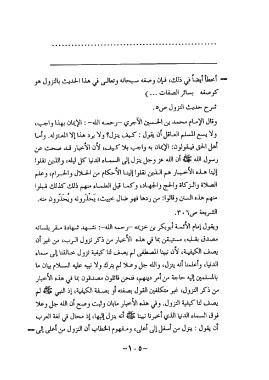 - أخطأ أيضاً في ذلك، فإن وصفه سبحانه وتعالى في هذا الحديث بالنزول هو
كوصفه بسائر الصفات ...)
شرح حديث النزول ص٥.
وقال الإمام محمد بن الحسين الآجري -رحمه الله-: الإيمان بهذا واجب،
ولا يسع المسلم العاقل أن يقول : كيف ينزل؟ ولا يرد هذا إلا المعتزلة. وأما
أهل الحق فيقولون: الإيمان به واجب بلا كيف، لأن الأخبار قد صحت عن
رسول الله ﷺ أن الله عز وجل ينزل إلى السماء الدنيا كل ليلة، والذين نقلوا
إلينا هذه الأخبار هم الذين نقلوا إلينا الأحكام من الحلال والحرام، وعلم
الصلاة والزكاة والحج والجهاد، وكما قبل العلماء منهم ذلك كذلك قبلوا
منهم هذه السنن وقالوا: من ردها فهو ضال خبيث، يحذرونه ويُحذّرون منه.
الشريعة ص٣٠٦.
ويقول إمام الأئمة أبوبكر بن خزيمة -رحمه الله-: نشهد شهادة مقر بلسانه
مصدق بقلبه، مستيقن بما في هذه الأخبار من ذكر نزول الرب، من غير أن
نصف الكيفية، لأن نبينا المصطفى لم يصف لنا كيفية نزول خالقنا إلى سماء
الدنيا، وأعلمنا أنه ينزل، والله جل وعلا لم يترك ولا نبيه عليه السلام بيان ما
بالمسلمين إليه حاجة من أمر دينهم، فنحن قائلون مصدقون بما في هذه الأخبار
من ذكر النزول، غير متكلفين القول بصفته أو بصفة الكيفية، إذ النبي ﷺ لم
يصف لنا كيفية النزول. وفي هذه الأخبار مابان وثبت وصح أن الله جل وعلا
فوق السماء الدنيا الذي أخبرنا نبينا ﷺ أنه ينزل إليها، إذ محال في لغة العرب
أن يقول : ينزل من أسفل إلى أعلى، ومفهوم الخطاب أن النزول من أعلى إلى -
-١٠٥-